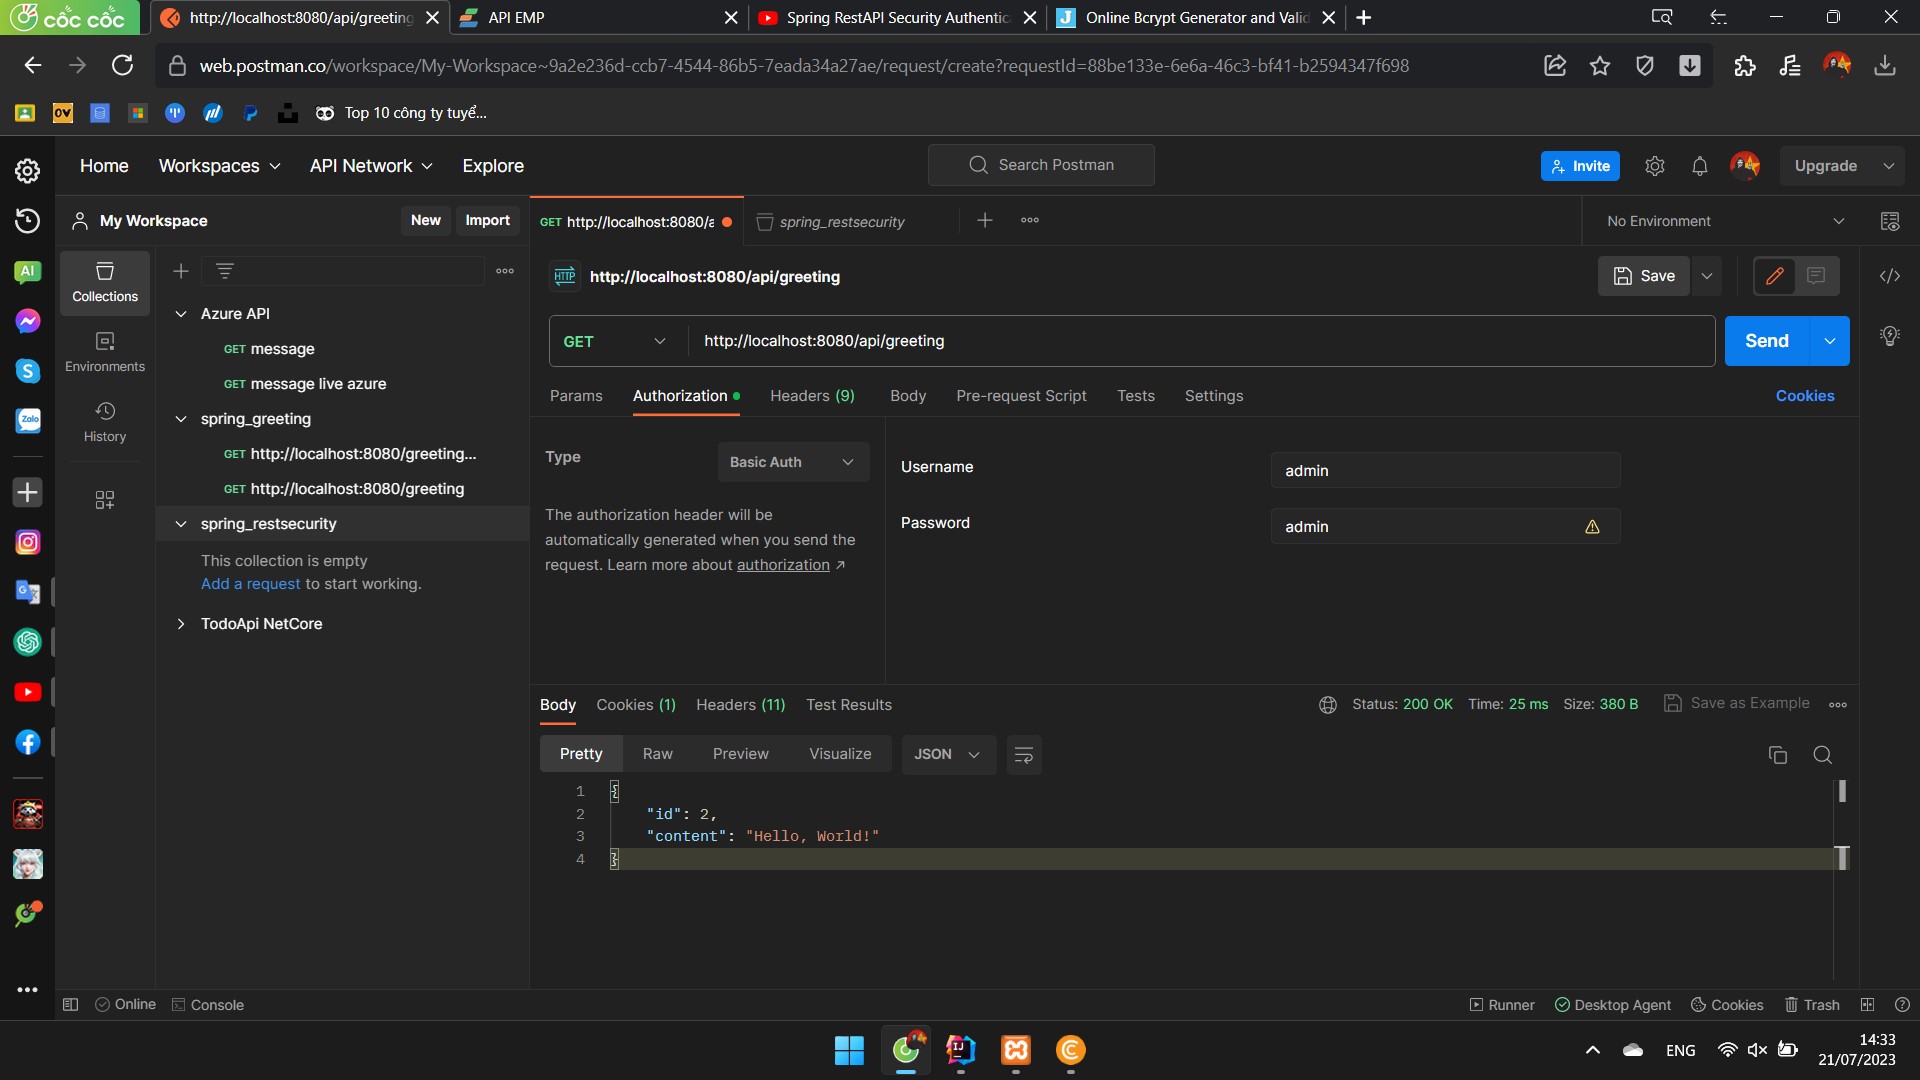 cốc cốc
http://localhost:8080/api/greeting
API EMP
Spring RestAPI Security Authentic
Online Bcrypt Generator and Valid
web.postman.co/workspace/My-Workspace~9a2e236d-ccb7-4544-86b5-7eada34a27ae/request/create?requestId=88be133e-6e6a-46c3-bf41-b2594347f698
Top 10 công ty tuyể...
Home
Workspaces
API Network
Explore
Search Postman
Invite
Upgrade
My Workspace
New
Import
GET http://localhost:8080/a
spring_restsecurity
No Environment
Collections
Environments
History
Azure API
GET message
GET message live azure
spring_greeting
GET http://localhost:8080/greeting...
GET http://localhost:8080/greeting
spring_restsecurity
This collection is empty
Add a request to start working.
TodoApi NetCore
HTTP http://localhost:8080/api/greeting
Save
GET
http://localhost:8080/api/greeting
Send
Params
Authorization
Headers (9)
Body
Pre-request Script
Tests
Settings
Cookies
Type
Basic Auth
The authorization header will be
automatically generated when you send the
request. Learn more about authorization ↗
Username
admin
Password
admin
Body
Cookies (1)
Headers (11)
Test Results
Status: 200 OK
Time: 25 ms
Size: 380 B
Save as Example
Pretty
Raw
Preview
Visualize
JSON
1 {
2 "id": 2,
3 "content": "Hello, World!"
4 }
Online
Console
Runner
Desktop Agent
Cookies
Trash
AI
Zalo
OV
ENG
14:33
21/07/2023